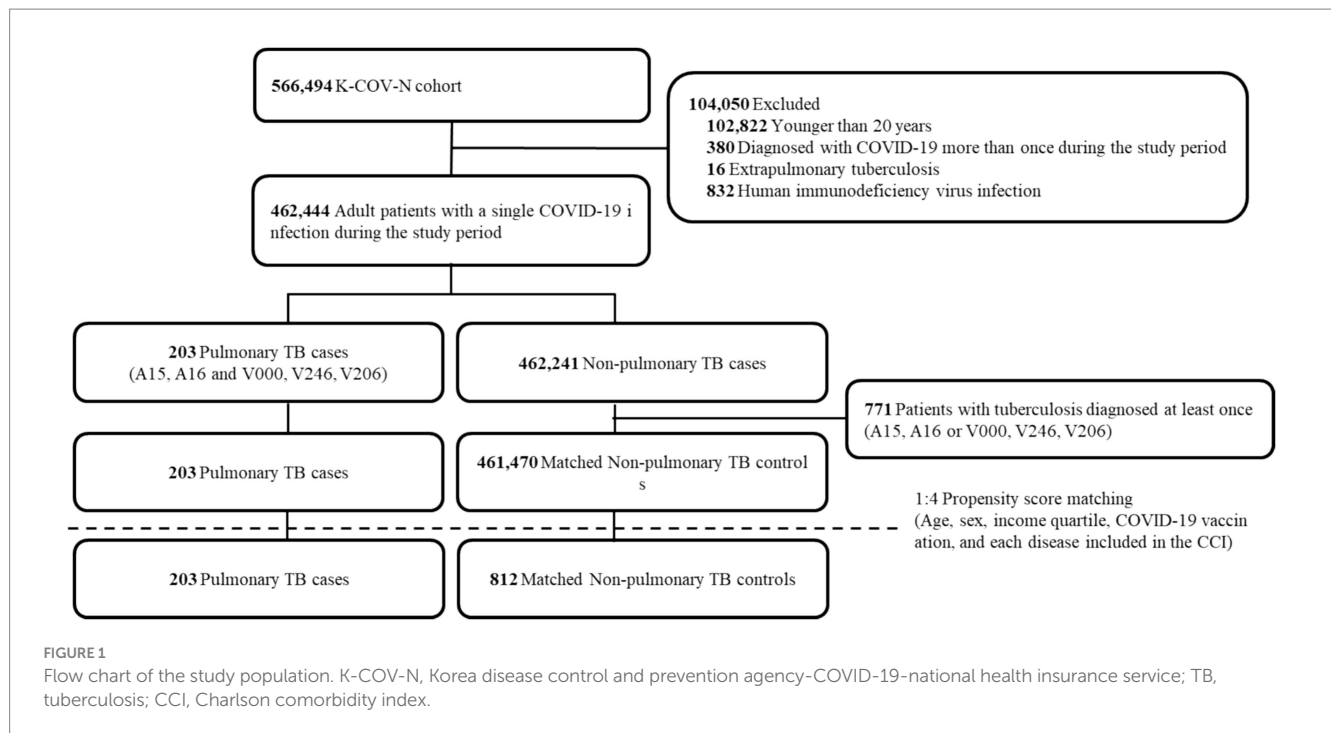 566,494 K-COV-N cohort
104,050 Excluded
102,822 Younger than 20 years
380 Diagnosed with COVID-19 more than once during the study period
16 Extrapulmonary tuberculosis
832 Human immunodeficiency virus infection
462,444 Adult patients with a single COVID-19 i
nfection during the study period
203 Pulmonary TB cases
(A15, A16 and V000, V246, V206)
462,241 Non-pulmonary TB cases
771 Patients with tuberculosis diagnosed at least once
(A15, A16 or V000, V246, V206)
203 Pulmonary TB cases
461,470 Matched Non-pulmonary TB control
s
1:4 Propensity score matching
(Age, sex, income quartile, COVID-19 vaccin
ation, and each disease included in the CCI)
203 Pulmonary TB cases
812 Matched Non-pulmonary TB controls
FIGURE 1
Flow chart of the study population. K-COV-N, Korea disease control and prevention agency-COVID-19-national health insurance service; TB,
tuberculosis; CCI, Charlson comorbidity index.